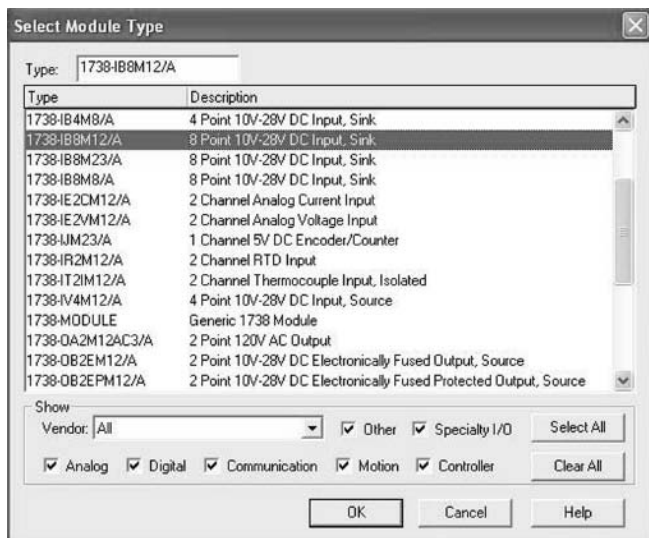 Select Module Type
Type: 1738-IB8M12/A
Type Description
1738-IB4M8/A 4 Point 10V-28V DC Input, Sink
1738-IB8M12/A 8 Point 10V-28V DC Input, Sink
1738-IB8M23/A 8 Point 10V-28V DC Input, Sink
1738-IB8M8/A 8 Point 10V-28V DC Input, Sink
1738-IE2CM12/A 2 Channel Analog Current Input
1738-IE2VM12/A 2 Channel Analog Voltage Input
1738-IJM23/A 1 Channel 5V DC Encoder/Counter
1738-IR2M12/A 2 Channel RTD Input
1738-IT2IM12/A 2 Channel Thermocouple Input, Isolated
1738-IV4M12/A 4 Point 10V-28V DC Input, Source
1738-MODULE Generic 1738 Module
1738-OA2M12AC3/A 2 Point 120V AC Output
1738-OB2EM12/A 2 Point 10V-28V DC Electronically Fused Output, Source
1738-OB2EPM12/A 2 Point 10V-28V DC Electronically Fused Protected Output, Source
Show
Vendor: All Other Specialty I/O Select All
Analog Digital Communication Motion Controller Clear All
OK Cancel Help